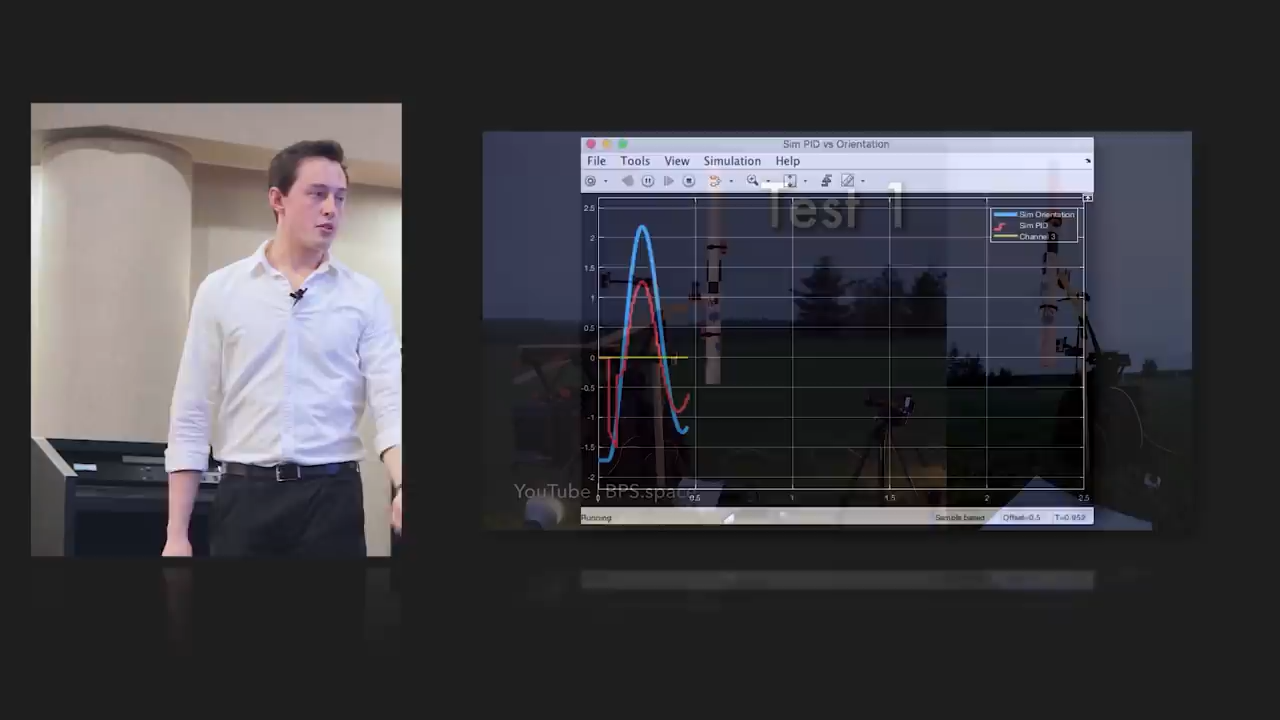 Sim PID vs Orientation
File Tools View Simulation Help
Test 1
Sim Orientation
Sim PID
Channel 3
2.5
2
1.5
1
0.5
0
-0.5
-1
-1.5
-2
0 0.5 1 1.5 2 2.5
YouTube | BPS.space
Running
Sample based Offset=0.5 T=0.952